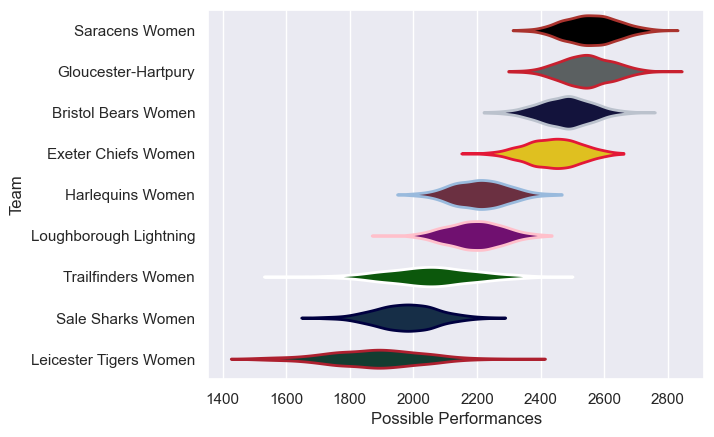 Saracens Women
Gloucester-Hartpury
Bristol Bears Women
Exeter Chiefs Women
Harlequins Women
Loughborough Lightning
Trailfinders Women
Sale Sharks Women
Leicester Tigers Women
Team
1400 1600 1800 2000 2200 2400 2600 2800
Possible Performances